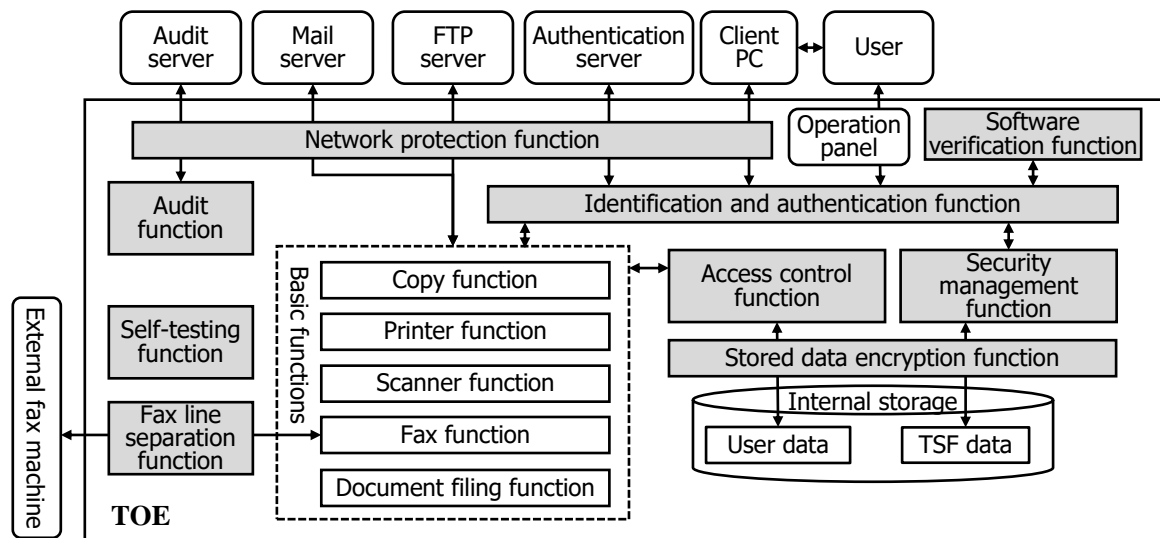 Audit
server
Mail
server
FTP
server
Authentication
server
Client
PC
User
Network protection function
Operation
panel
Software
verification function
Audit
function
Identification and authentication function
Basic functions
Copy function
Printer function
Scanner function
Fax function
Document filing function
Access control
function
Security
management
function
External fax machine
Self-testing
function
Stored data encryption function
Fax line
separation
function
Internal storage
User data
TSF data
TOE